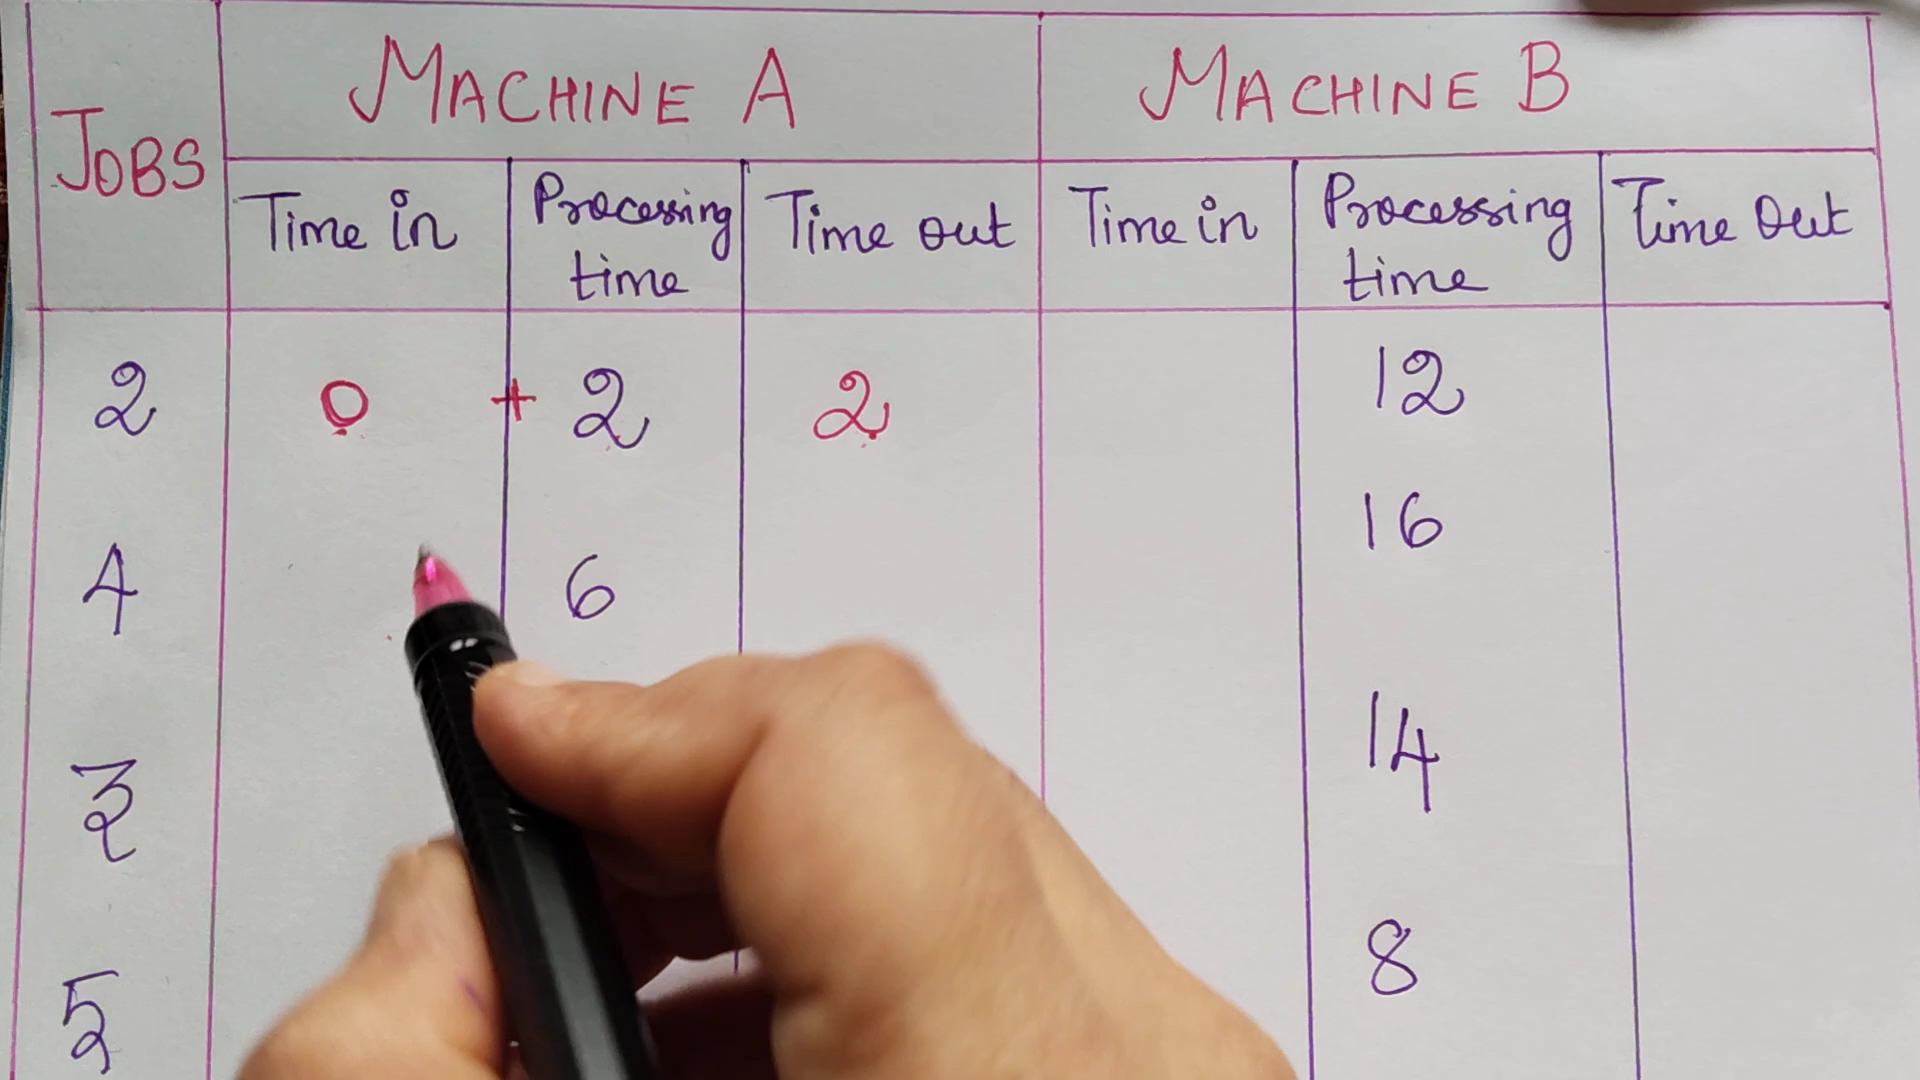 JOBS
MACHINE A
MACHINE B
Time in
Processing
time
Time out
Time in
Processing
time
Time Out
2
0 + 2
2
12
4
6
16
3
14
5
8